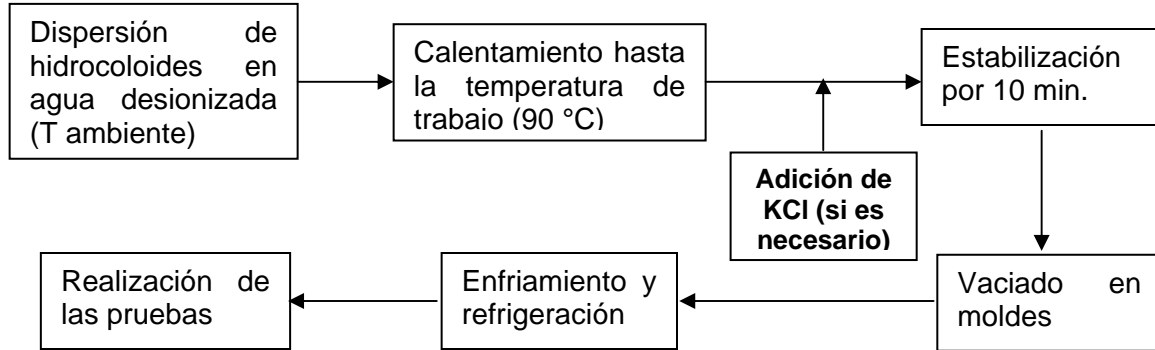 Dispersión de
hidrocoloides en
agua desionizada
(T ambiente)
Calentamiento hasta
la temperatura de
trabajo (90 °C)
Estabilización
por 10 min.
Adición de
KCl (si es
necesario)
Realización de
las pruebas
Enfriamiento y
refrigeración
Vaciado en
moldes